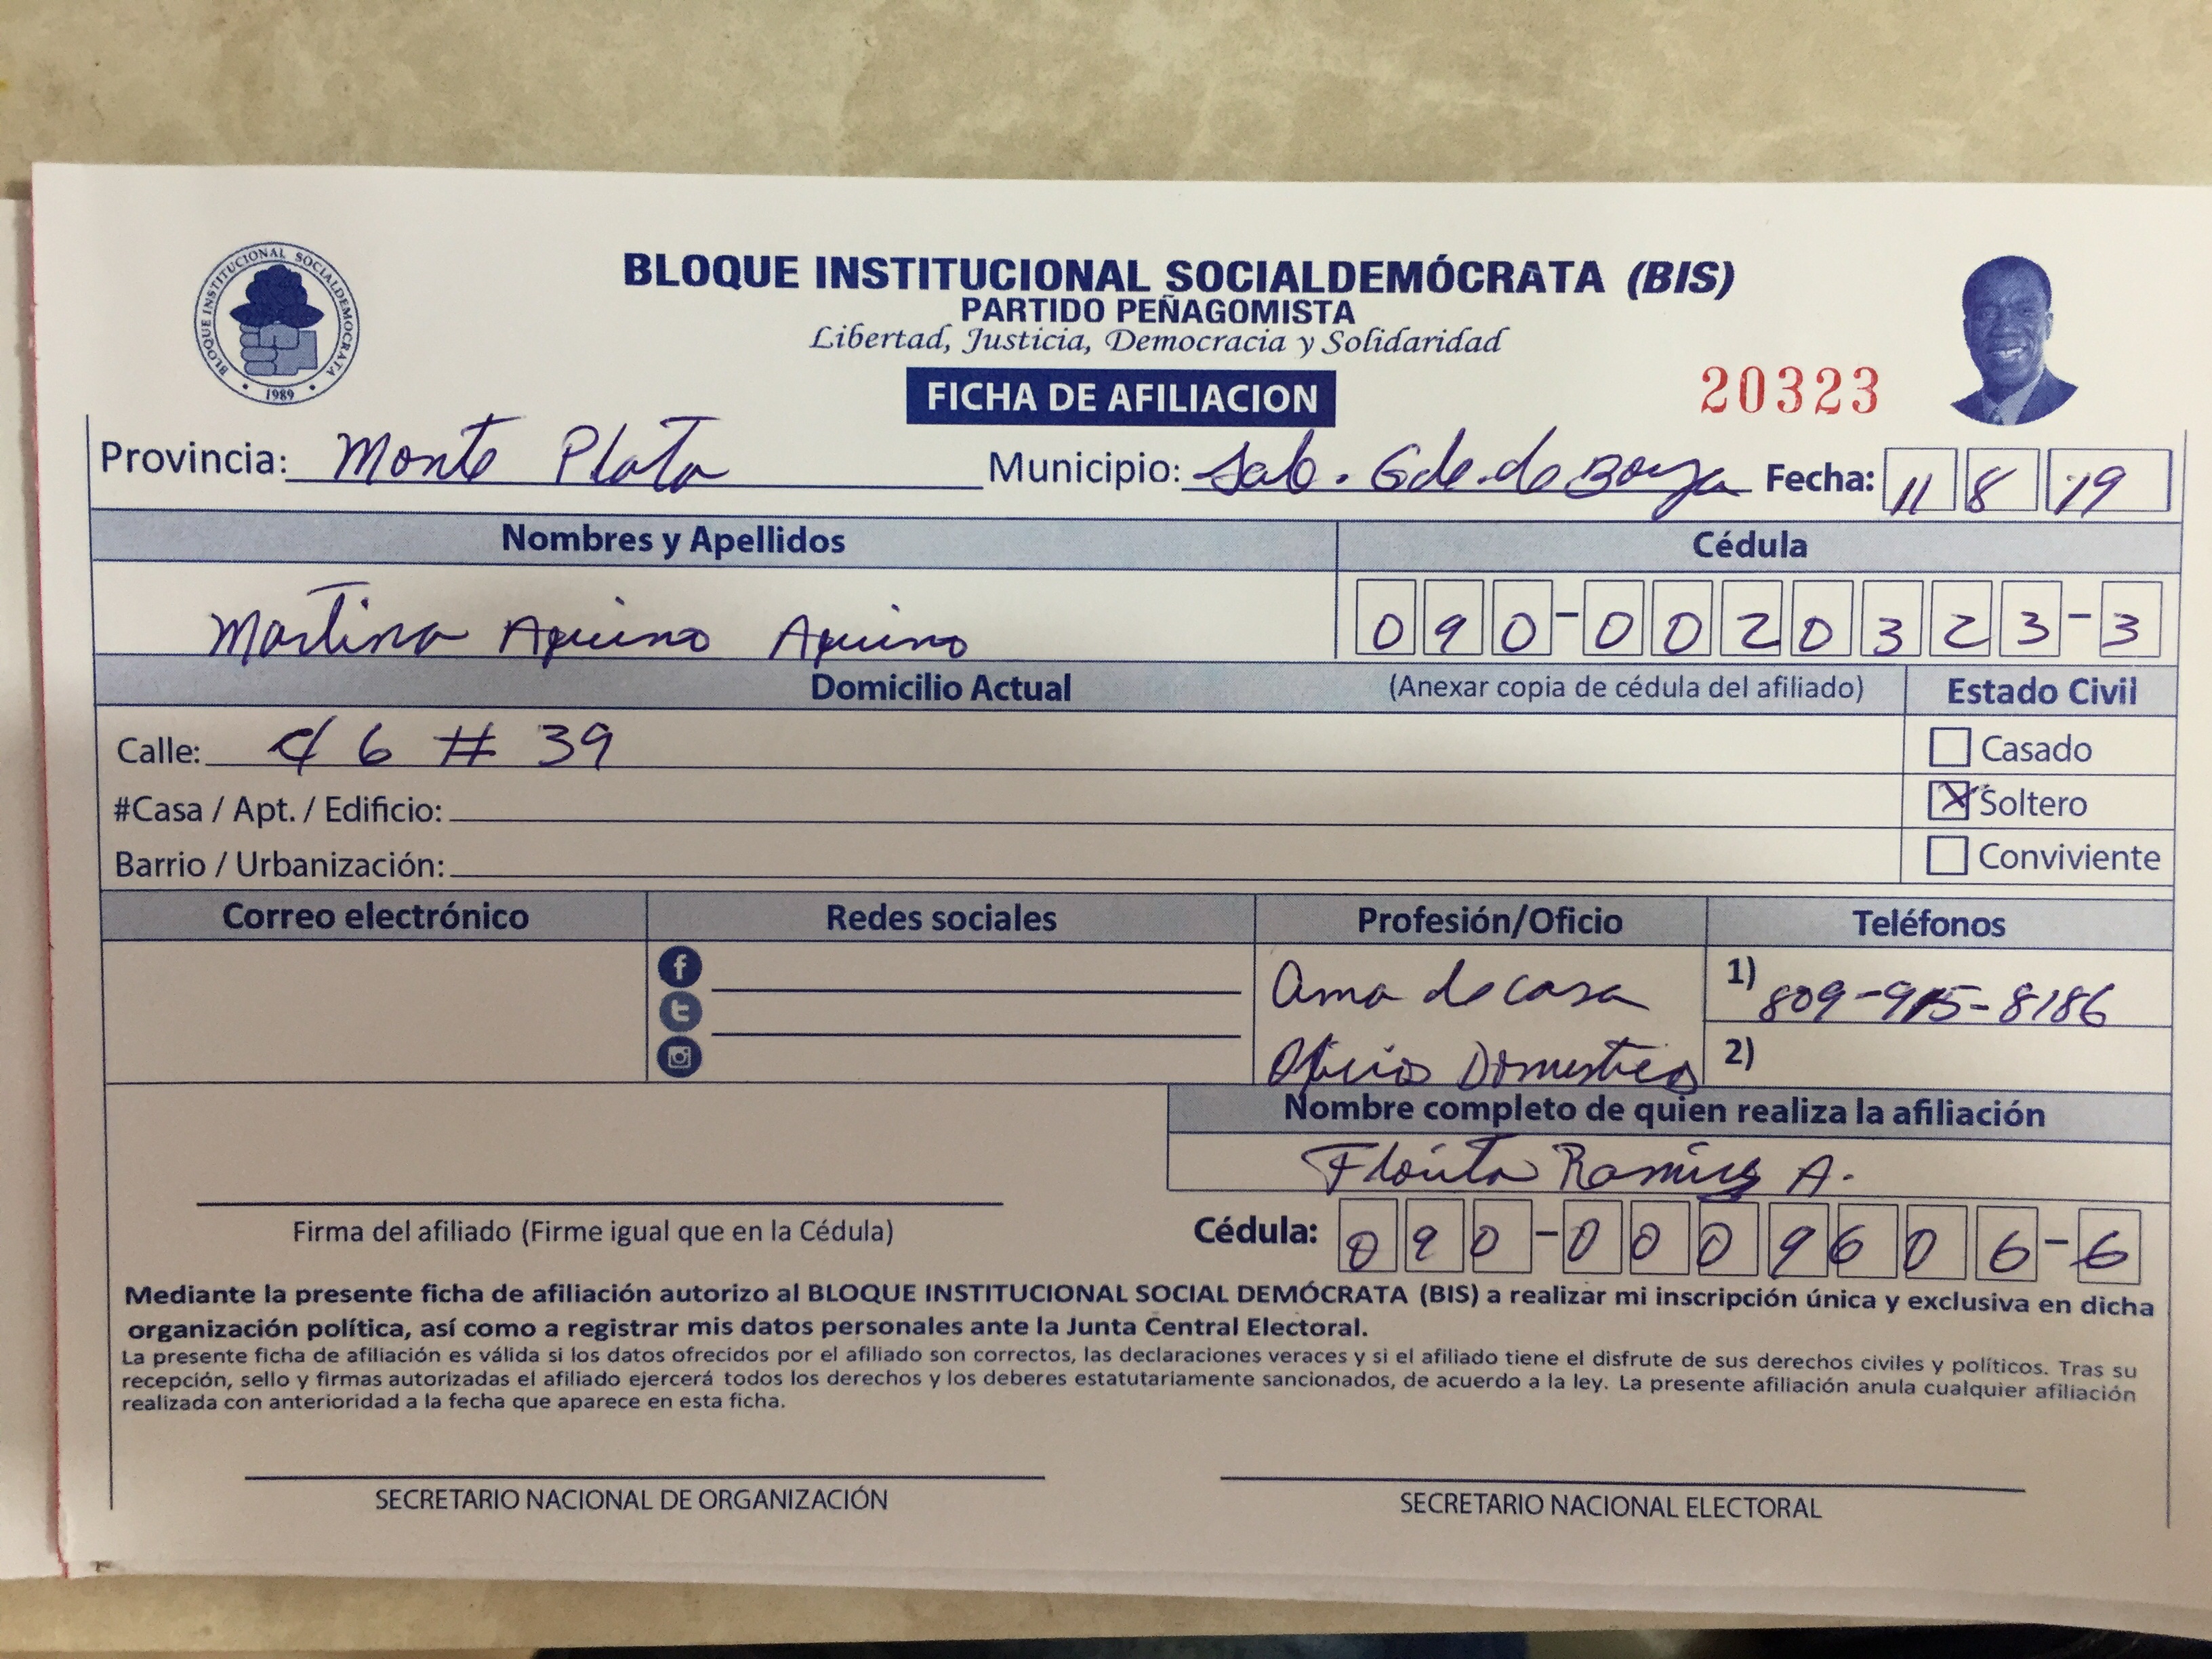 BLOQUE INSTITUCIONAL SOCIALDEMÓCRATA
1989
BLOQUE INSTITUCIONAL SOCIALDEMÓCRATA (BIS)
PARTIDO PEÑAGOMISTA
Libertad, Justicia, Democracia y Solidaridad
FICHA DE AFILIACION
20323
Provincia: Monte Plata Municipio: Sab. Gde. de Boya Fecha: 11 8 19
Nombres y Apellidos Cédula
Martina Aquino Aquino 090-0020323-3
Domicilio Actual (Anexar copia de cédula del afiliado) Estado Civil
Calle: c/ 6 # 39 Casado
#Casa / Apt. / Edificio: X Soltero
Barrio / Urbanización: Conviviente
Correo electrónico Redes sociales Profesión/Oficio Teléfonos
Ama de casa 1) 809-915-8186
Oficios Domesticos 2)
Nombre completo de quien realiza la afiliación
Florita Ramirez A.
Firma del afiliado (Firme igual que en la Cédula) Cédula: 090-0009606-6
Mediante la presente ficha de afiliación autorizo al BLOQUE INSTITUCIONAL SOCIAL DEMÓCRATA (BIS) a realizar mi inscripción única y exclusiva en dicha
organización política, así como a registrar mis datos personales ante la Junta Central Electoral.
La presente ficha de afiliación es válida si los datos ofrecidos por el afiliado son correctos, las declaraciones veraces y si el afiliado tiene el disfrute de sus derechos civiles y políticos. Tras su
recepción, sello y firmas autorizadas el afiliado ejercerá todos los derechos y los deberes estatutariamente sancionados, de acuerdo a la ley. La presente afiliación anula cualquier afiliación
realizada con anterioridad a la fecha que aparece en esta ficha.
SECRETARIO NACIONAL DE ORGANIZACIÓN SECRETARIO NACIONAL ELECTORAL